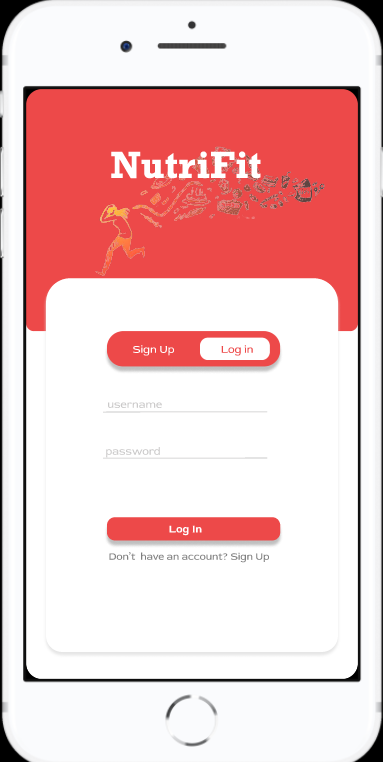 NutriFit
Sign Up Log in
username
password
Log In
Don't have an account? Sign Up